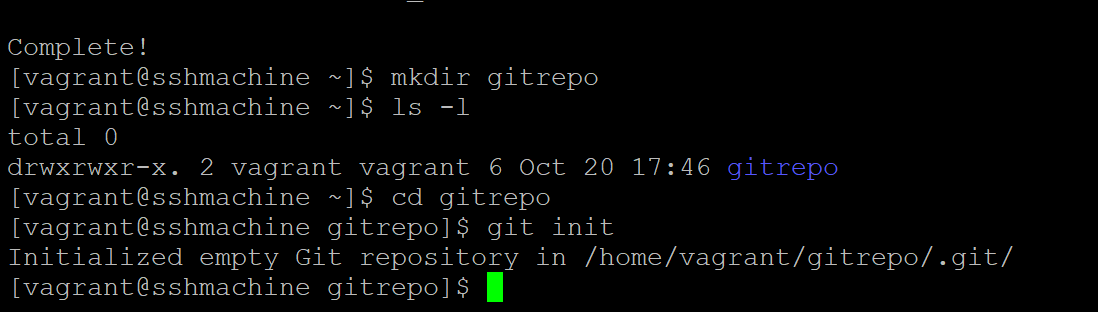 Complete!
[vagrant@sshmachine ~]$ mkdir gitrepo
[vagrant@sshmachine ~]$ ls -l
total 0
drwxrwxr-x. 2 vagrant vagrant 6 Oct 20 17:46 gitrepo
[vagrant@sshmachine ~]$ cd gitrepo
[vagrant@sshmachine gitrepo]$ git init
Initialized empty Git repository in /home/vagrant/gitrepo/.git/
[vagrant@sshmachine gitrepo]$